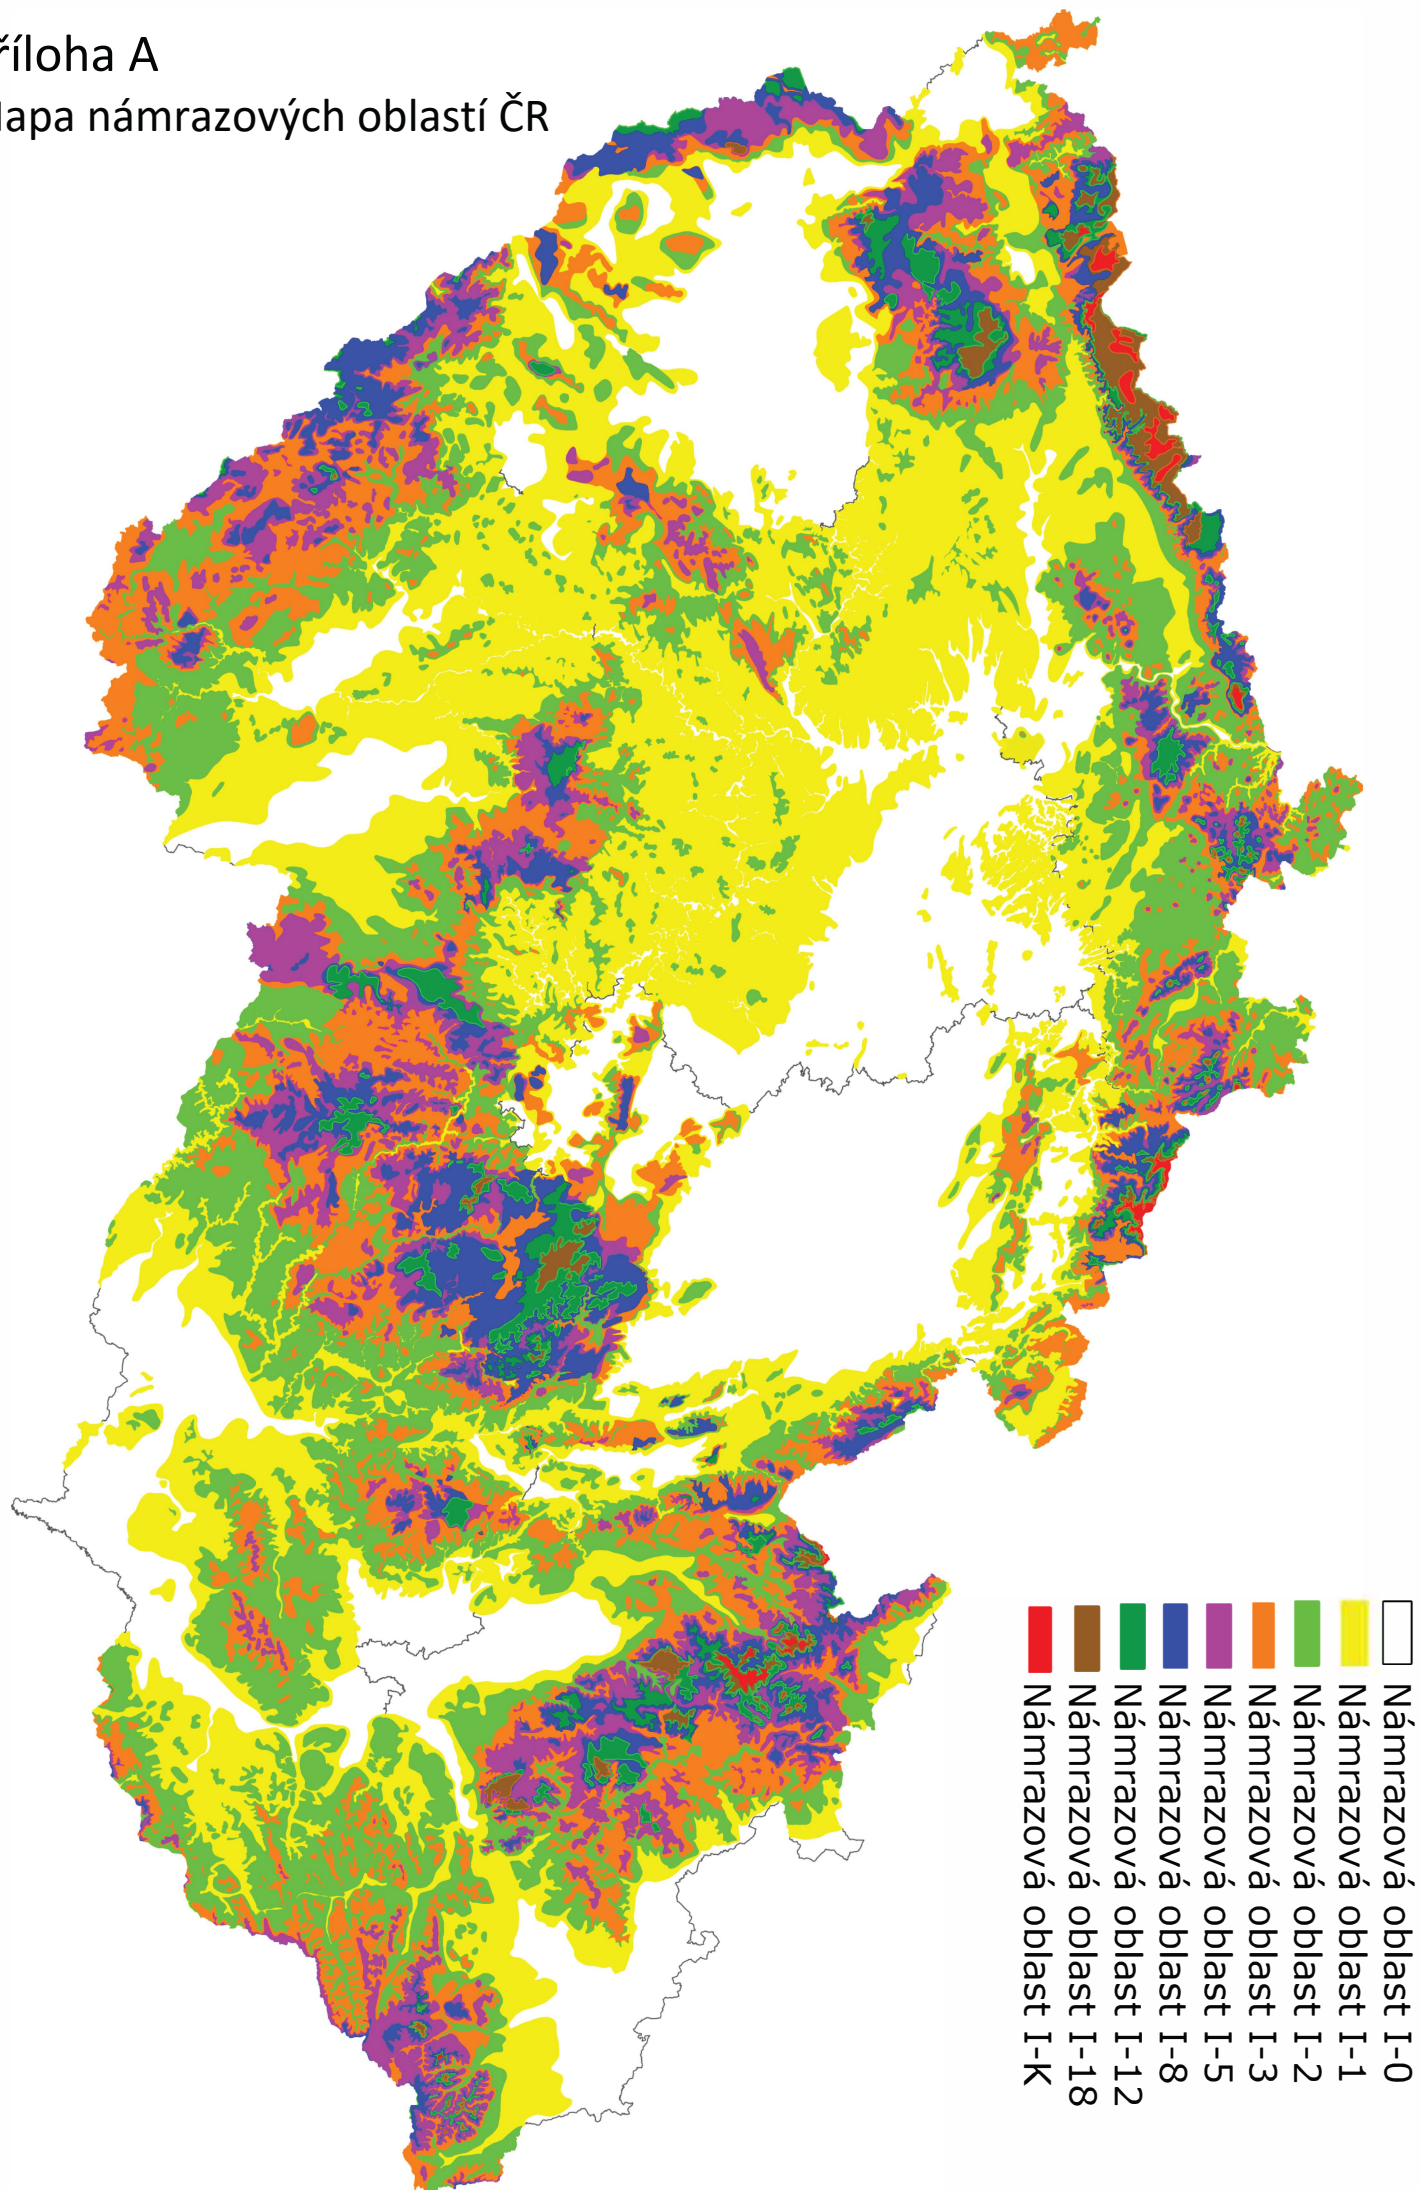 říloha A
lapa námrazových oblastí ČR
Námrazová oblast I-0
Námrazová oblast I-1
Námrazová oblast I-2
Námrazová oblast I-3
Námrazová oblast I-5
Námrazová oblast I-8
Námrazová oblast I-12
Námrazová oblast I-18
Námrazová oblast I-K